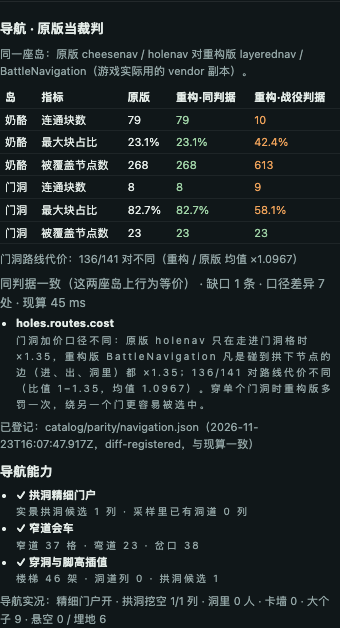 导航 · 原版当裁判
同一座岛：原版 cheesenav / holenav 对重构版 layerednav /
BattleNavigation（游戏实际用的 vendor 副本）。
岛 指标 原版 重构·同判据 重构·战役判据
奶酪 连通块数 79 79 10
奶酪 最大块占比 23.1% 23.1% 42.4%
奶酪 被覆盖节点数 268 268 613
门洞 连通块数 8 8 9
门洞 最大块占比 82.7% 82.7% 58.1%
门洞 被覆盖节点数 23 23 23
门洞路线代价：136/141 对不同（重构 / 原版 均值 ×1.0967）
同判据一致（这两座岛上行为等价） · 缺口 1 条 · 口径差异 7
处 · 现算 45 ms
• holes.routes.cost
门洞加价口径不同：原版 holenav 只在走进门格时
×1.35，重构版 BattleNavigation 凡是碰到拱下节点的
边（进、出、洞里）都 ×1.35；136/141 对路线代价不同
（比值 1–1.35，均值 1.0967）。穿单个门洞时重构版多
罚一次，绕另一个门更容易被选中。
已登记：catalog/parity/navigation.json（2026-11-
23T16:07:47.917Z，diff-registered，与现算一致）
导航能力
• ✓ 拱洞精细门户
实景拱洞候选 1 列 · 采样里已有洞道 0 列
• ✓ 窄道会车
窄道 37 格 · 弯道 23 · 岔口 38
• ✓ 穿洞与脚高插值
楼梯 46 格 · 洞道列 0 · 拱洞候选 1
导航实况：精细门户开 · 拱洞挖空 1/1 列 · 洞里 0 人 · 卡墙 0 · 大个
子 9 · 悬空 0 / 埋地 6